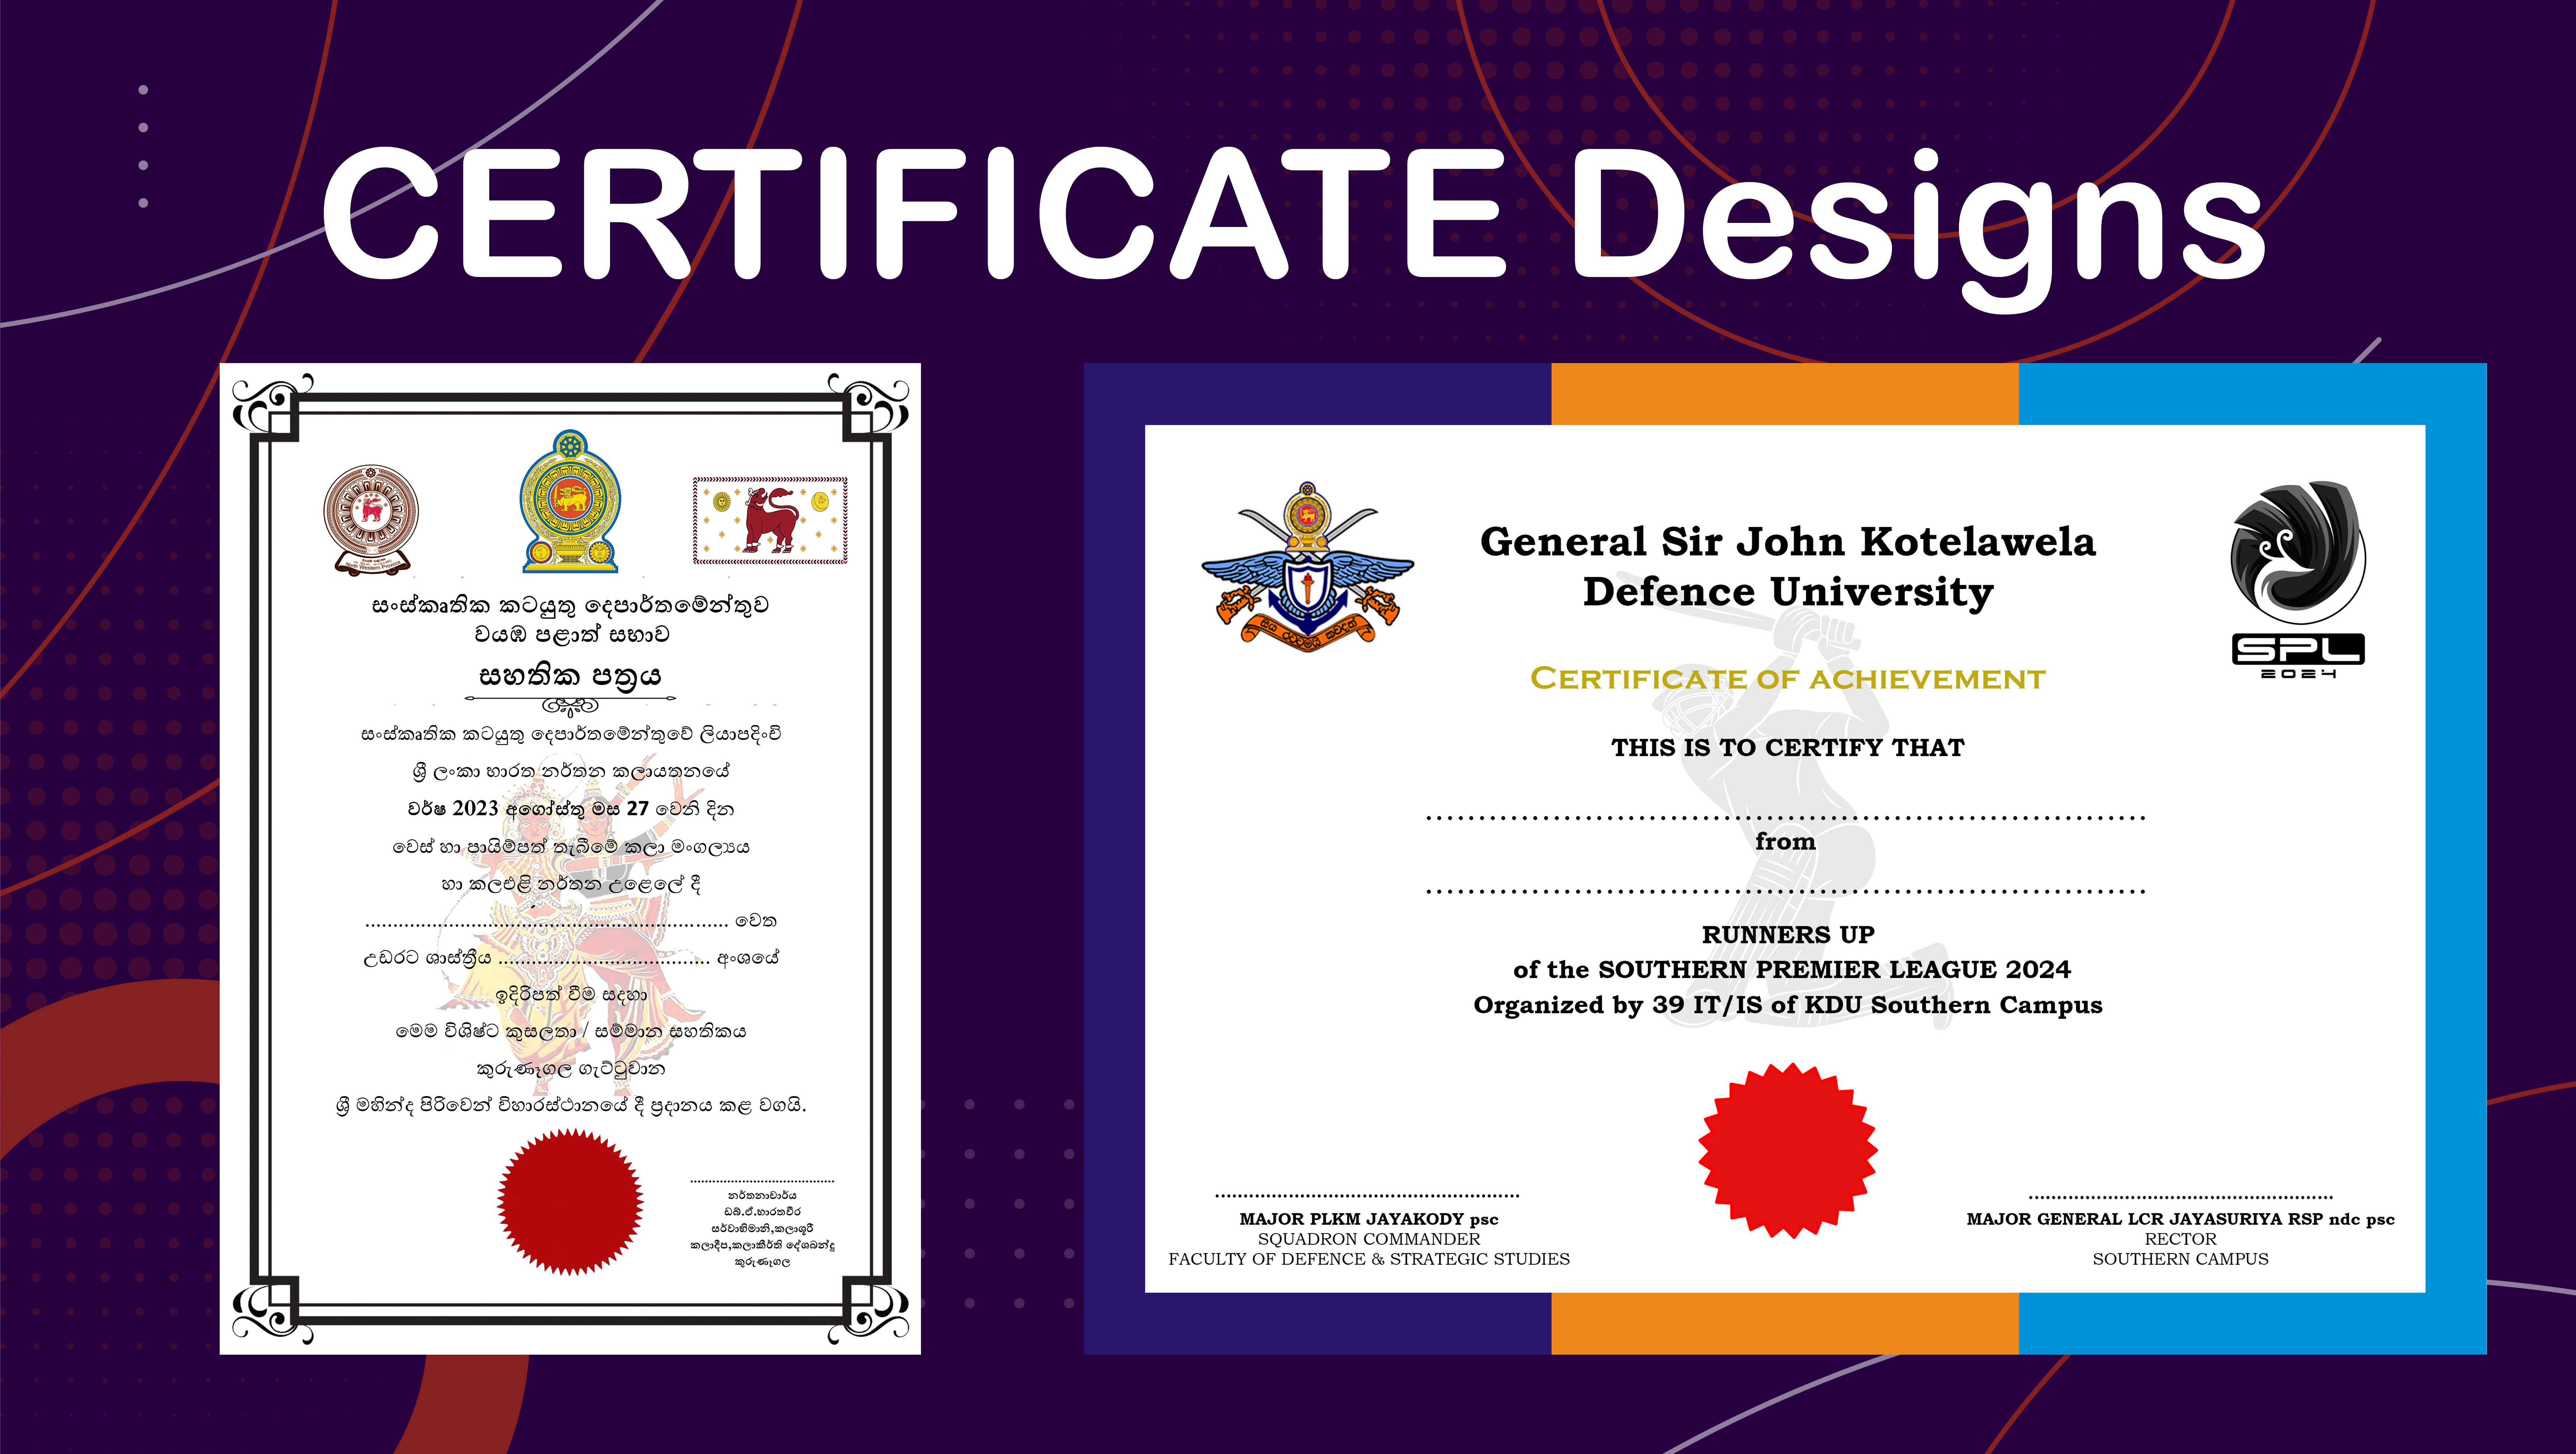 CERTIFICATE Designs
North Western Province
සංස්කෘතික කටයුතු දෙපාර්තමේන්තුව
වයඹ පළාත් සභාව
සහතික පත්‍රය
සංස්කෘතික කටයුතු දෙපාර්තමේන්තුවේ ලියාපදිංචි
ශ්‍රී ලංකා භාරත නර්තන කලායතනයේ
වර්ෂ 2023 අගෝස්තු මස 27 වෙනි දින
වෙස් හා පායිම්පත් තැබීමේ කලා මංගල්‍යය
හා කලඑළි නර්තන උළෙලේ දී
................................................................. වෙත
උඩරට ශාස්ත්‍රීය ...................................... අංශයේ
ඉදිරිපත් වීම සදහා
මෙම විශිෂ්ට කුසලතා / සම්මාන සහතිකය
කුරුණෑගල ගැට්ටුවාන
ශ්‍රී මහින්ද පිරිවෙන් විහාරස්ථානයේ දී ප්‍රදානය කළ වගයි.
නර්තනාචාර්ය
ඩබ්.ඒ.භාරතවීර
සර්වාභිමානි,කලාශූරී
කලාදීප,කලාකීර්ති දේශබන්දු
කුරුණෑගල
General Sir John Kotelawela
Defence University
SPL
2024
CERTIFICATE OF ACHIEVEMENT
THIS IS TO CERTIFY THAT
from
RUNNERS UP
of the SOUTHERN PREMIER LEAGUE 2024
Organized by 39 IT/IS of KDU Southern Campus
MAJOR PLKM JAYAKODY psc
SQUADRON COMMANDER
FACULTY OF DEFENCE & STRATEGIC STUDIES
MAJOR GENERAL LCR JAYASURIYA RSP ndc psc
RECTOR
SOUTHERN CAMPUS